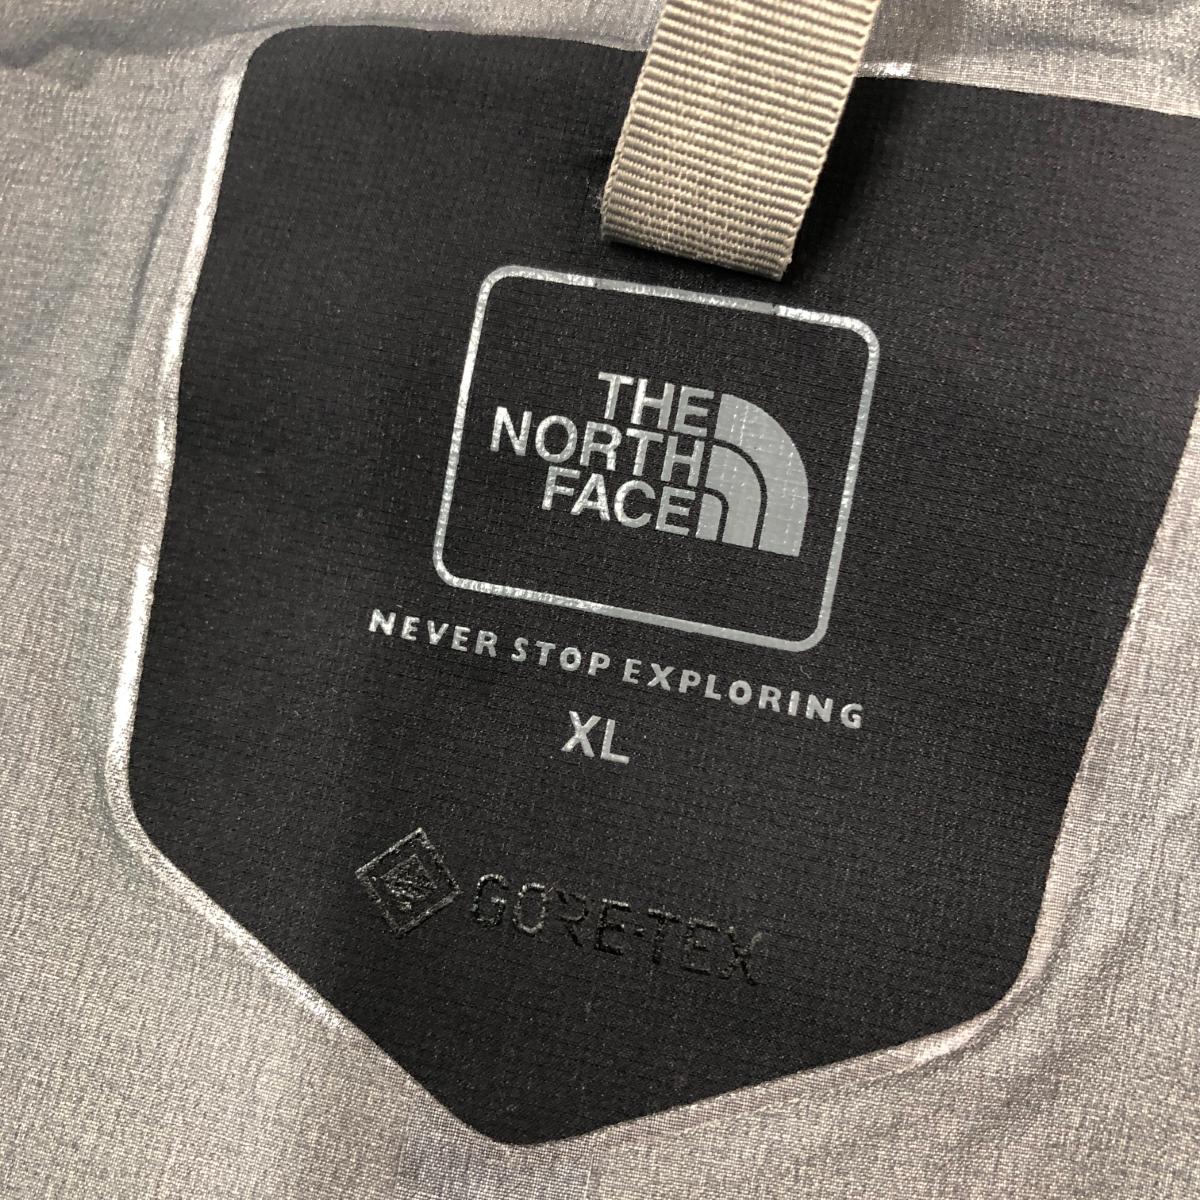 THE
NORTH
FACE
NEVER STOP EXPLORING
XL
GORE-TEX